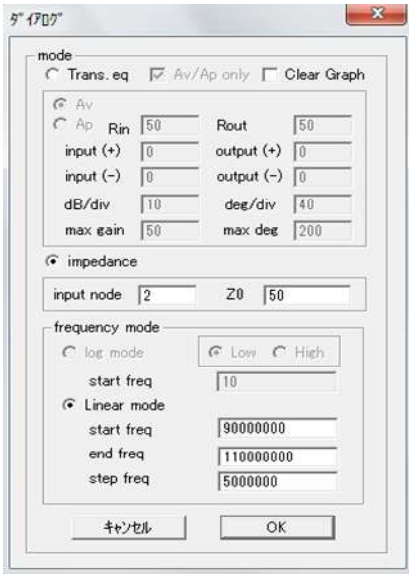 ﾀﾞｲｱﾛｸﾞ
mode
Trans. eq Av/Ap only Clear Graph
Av
Ap Rin 50 Rout 50
input (+) 0 output (+) 0
input (-) 0 output (-) 0
dB/div 10 deg/div 40
max gain 50 max deg 200
impedance
input node 2 Z0 50
frequency mode
log mode Low High
start freq 10
Linear mode
start freq 90000000
end freq 110000000
step freq 5000000
ｷｬﾝｾﾙ OK